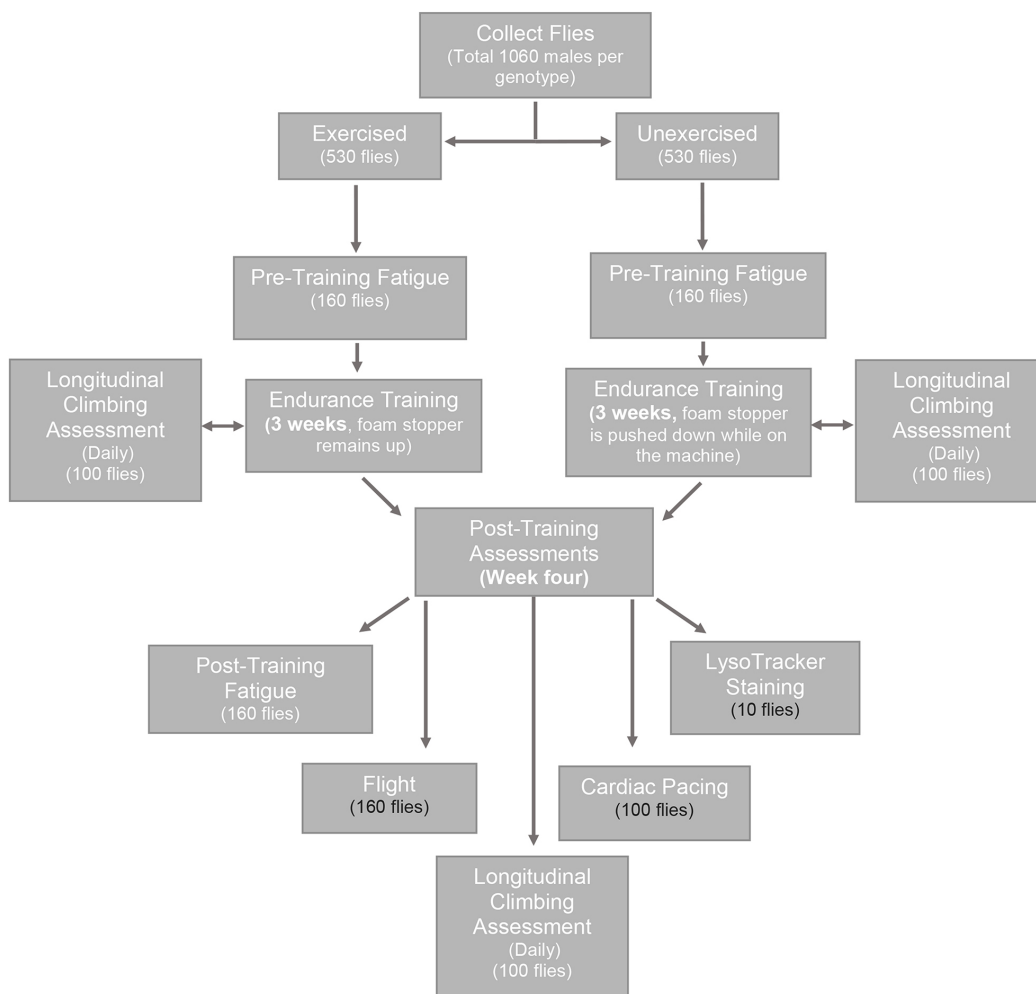 Collect Flies
(Total 1060 males per
genotype)
Exercised
(530 flies)
Unexercised
(530 flies)
Pre-Training Fatigue
(160 flies)
Pre-Training Fatigue
(160 flies)
Longitudinal
Climbing
Assessment
(Daily)
(100 flies)
Endurance Training
(3 weeks, foam stopper
remains up)
Endurance Training
(3 weeks, foam stopper
is pushed down while on
the machine)
Longitudinal
Climbing
Assessment
(Daily)
(100 flies)
Post-Training
Assessments
(Week four)
Post-Training
Fatigue
(160 flies)
LysoTracker
Staining
(10 flies)
Flight
(160 flies)
Cardiac Pacing
(100 flies)
Longitudinal
Climbing
Assessment
(Daily)
(100 flies)